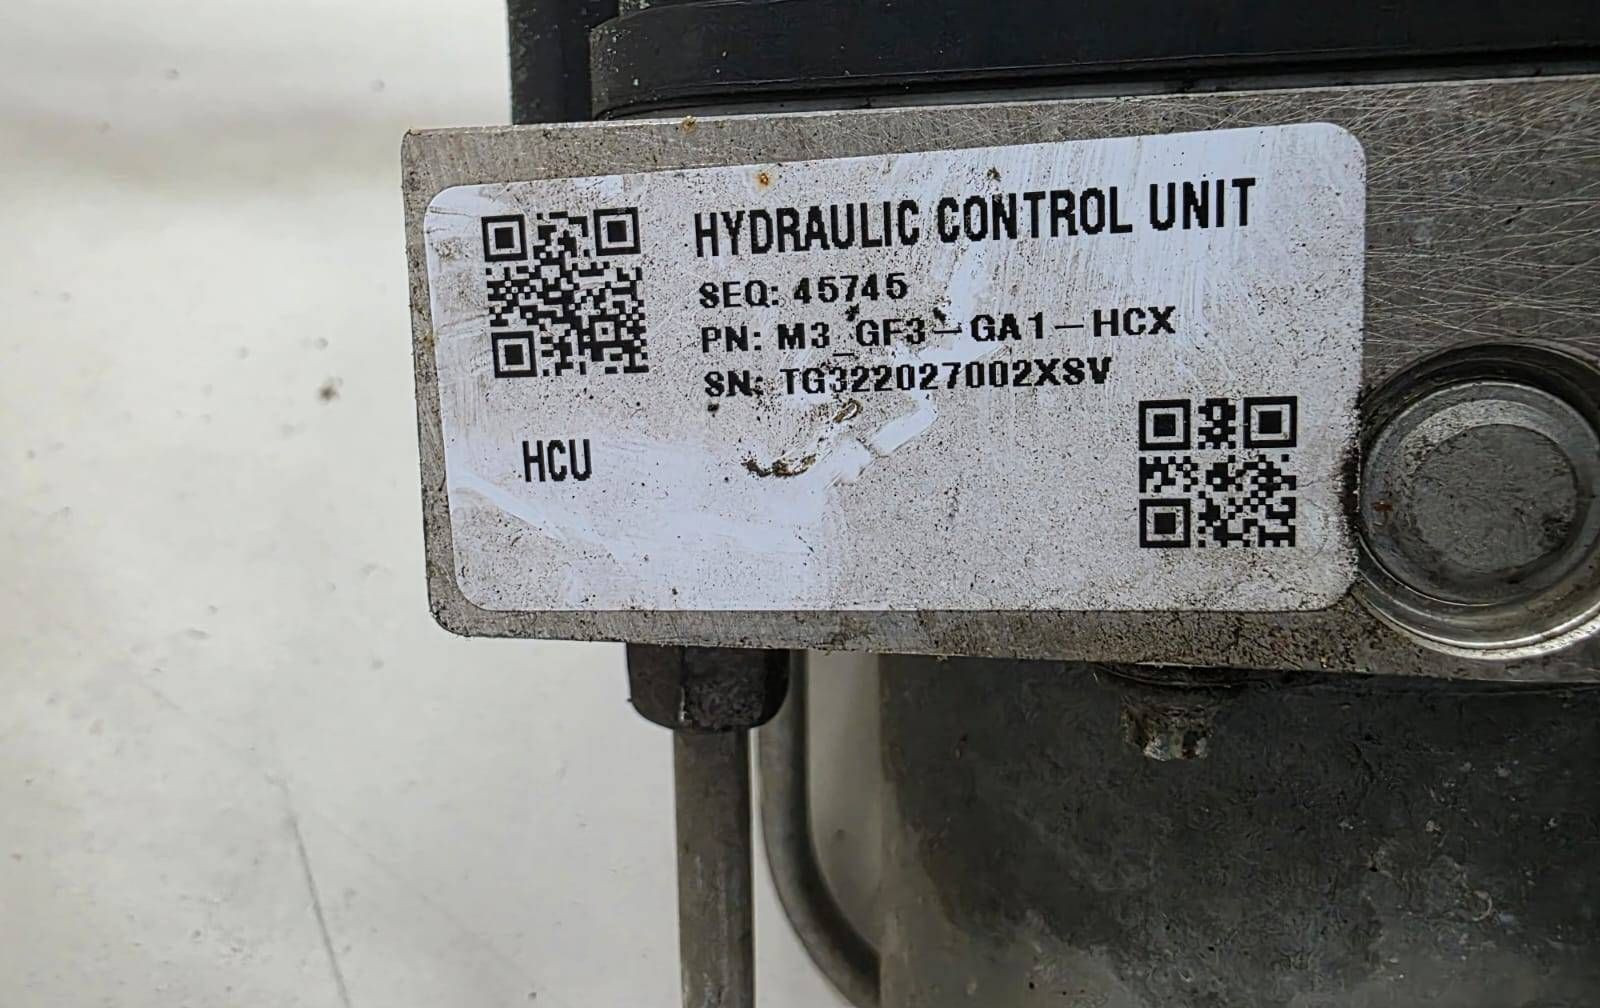 HYDRAULIC CONTROL UNIT
SEQ: 45745
PN: M3_GF3-GA1-HCX
SN: TG322027002XSV
HCU